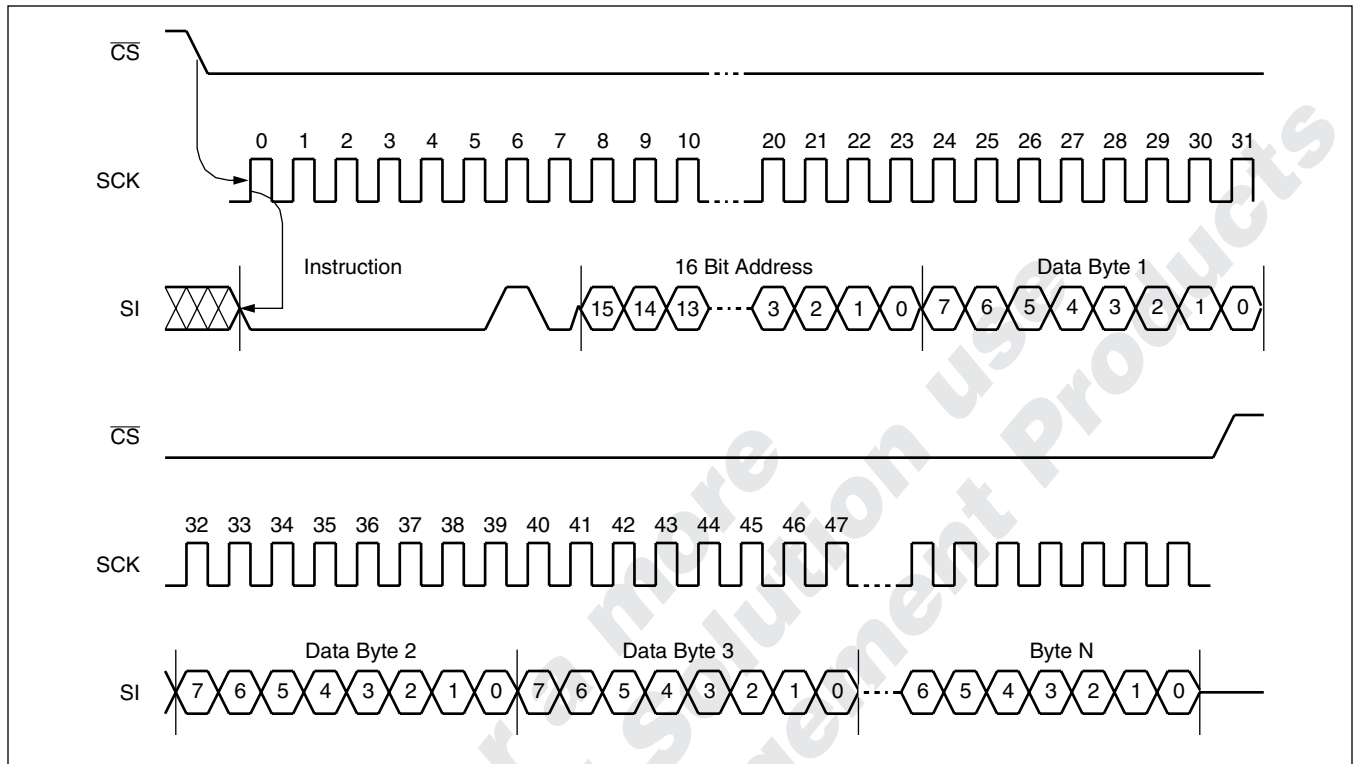 CS
0 1 2 3 4 5 6 7 8 9 10 20 21 22 23 24 25 26 27 28 29 30 31
SCK
Instruction 16 Bit Address Data Byte 1
SI 15 14 13 3 2 1 0 7 6 5 4 3 2 1 0
CS
32 33 34 35 36 37 38 39 40 41 42 43 44 45 46 47
SCK
Data Byte 2 Data Byte 3 Byte N
SI 7 6 5 4 3 2 1 0 7 6 5 4 3 2 1 0 6 5 4 3 2 1 0
r a more
Solution use
gement Products